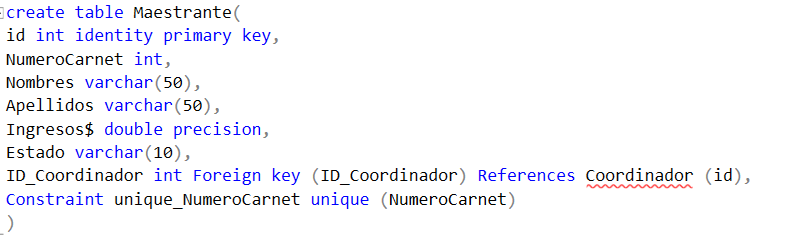 create table Maestrante(
id int identity primary key,
NumeroCarnet int,
Nombres varchar(50),
Apellidos varchar(50),
Ingresos$ double precision,
Estado varchar(10),
ID_Coordinador int Foreign key (ID_Coordinador) References Coordinador (id),
Constraint unique_NumeroCarnet unique (NumeroCarnet)
)